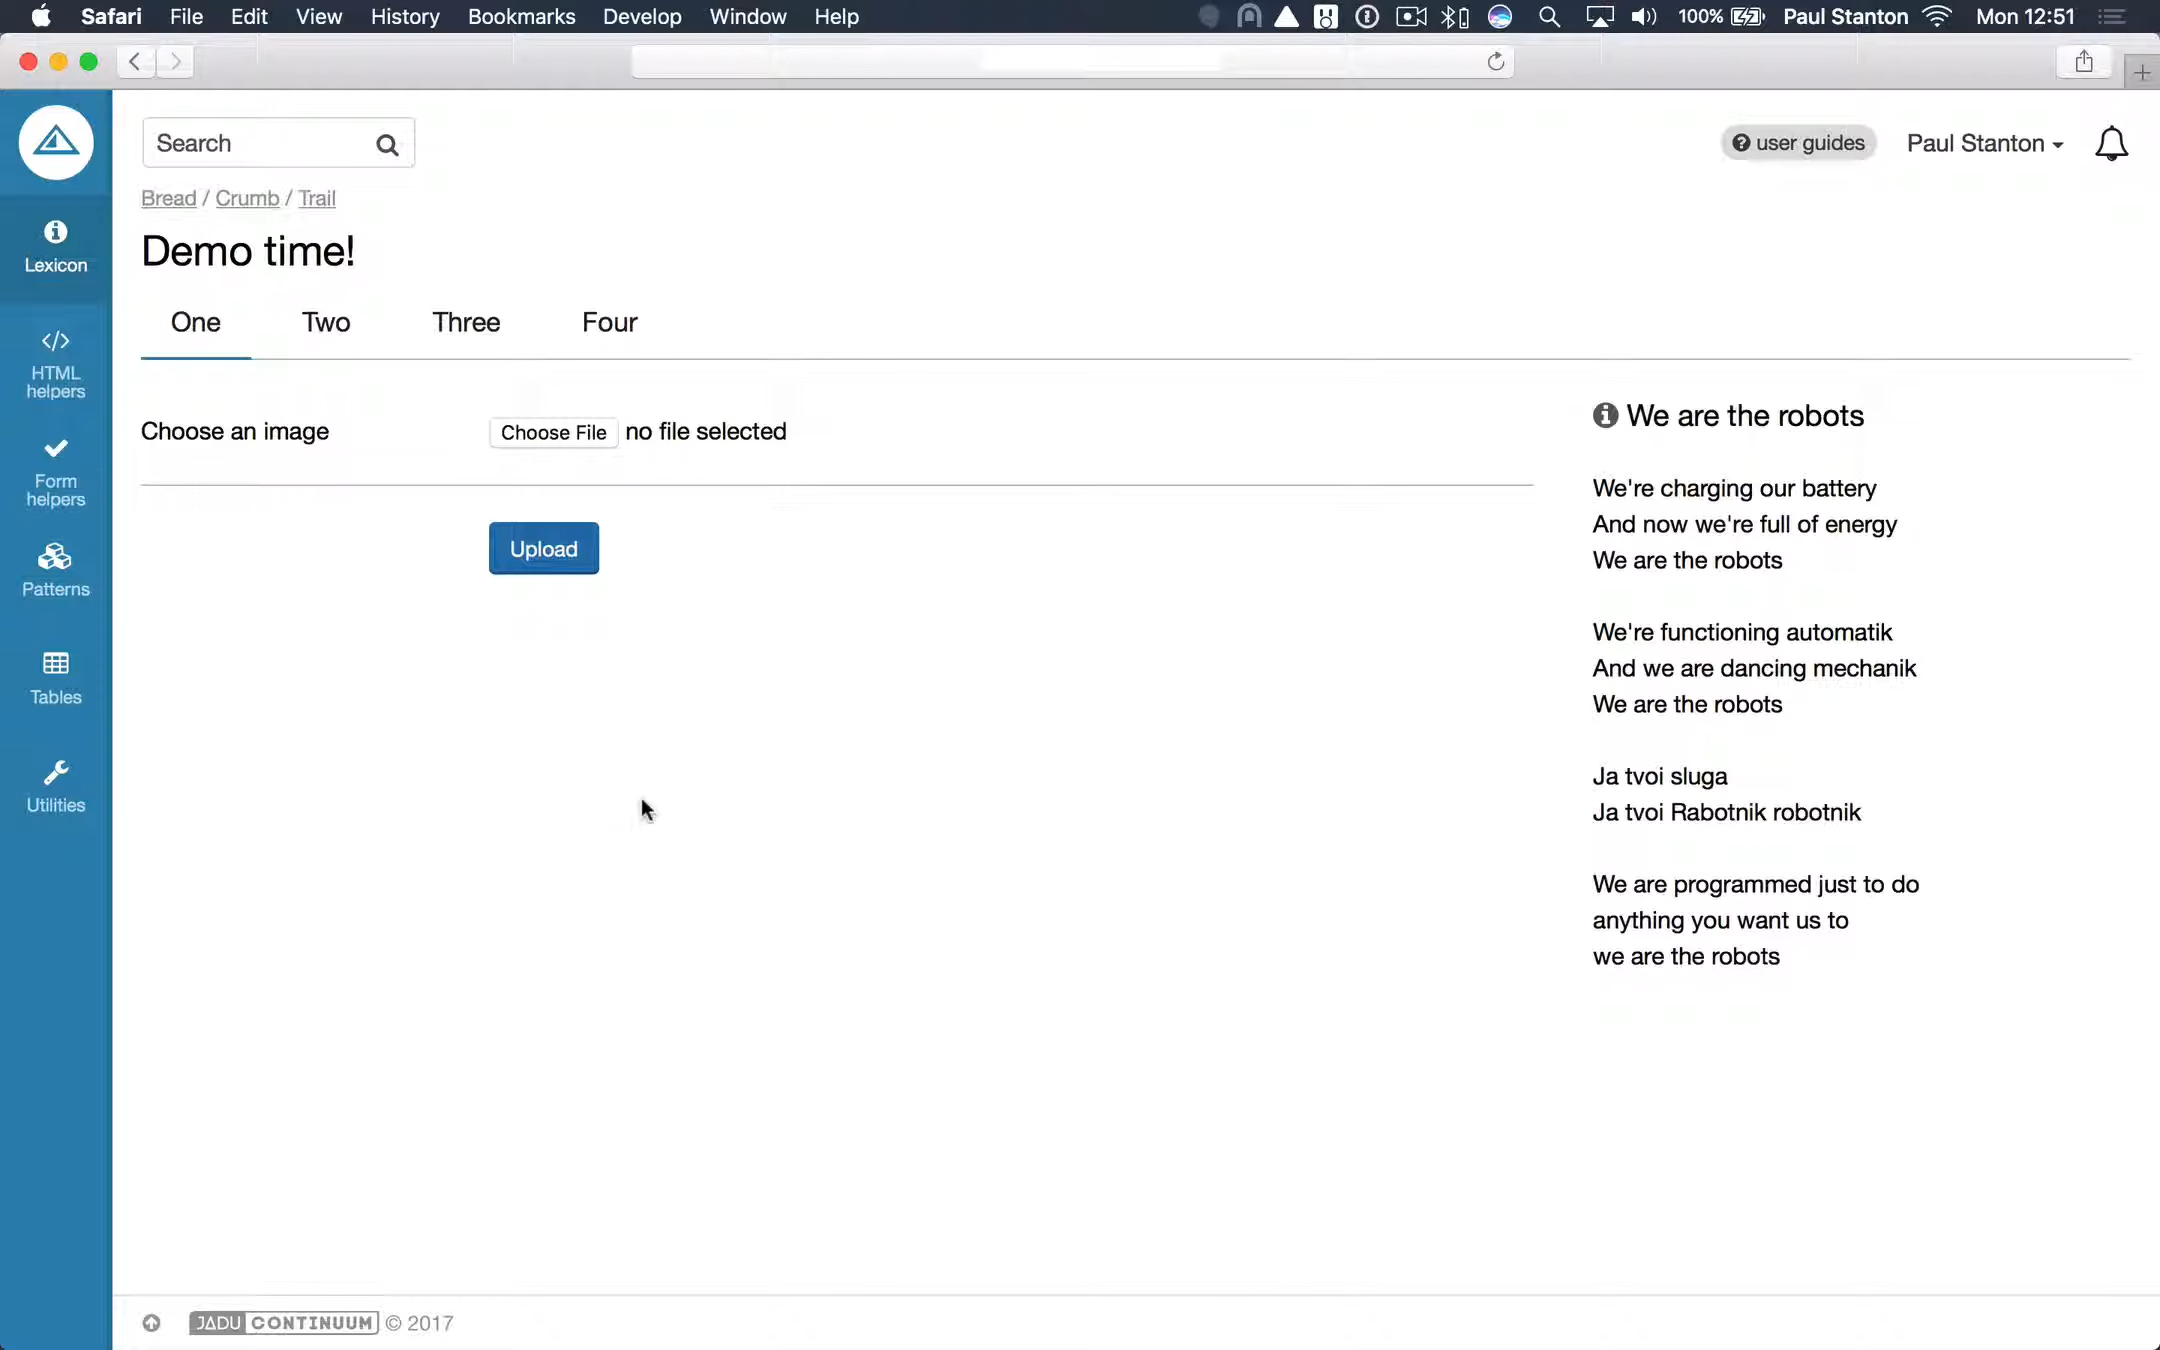 Safari File Edit View History Bookmarks Develop Window Help 100% Paul Stanton Mon 12:51
Search
user guides
Paul Stanton
Bread / Crumb / Trail
Demo time!
Lexicon
HTML
helpers
Form
helpers
Patterns
Tables
Utilities
One Two Three Four
Choose an image
Choose File no file selected
Upload
We are the robots
We're charging our battery
And now we're full of energy
We are the robots
We're functioning automatik
And we are dancing mechanik
We are the robots
Ja tvoi sluga
Ja tvoi Rabotnik robotnik
We are programmed just to do
anything you want us to
we are the robots
JADU CONTINUUM © 2017